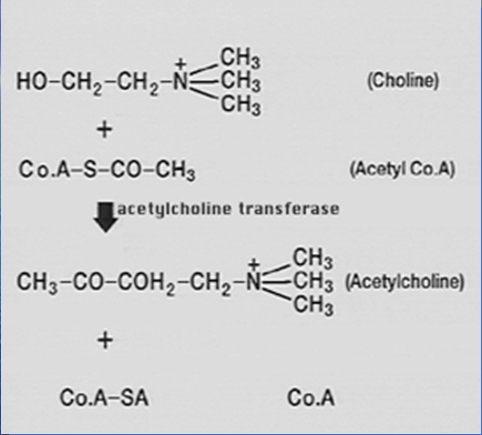 CH₃
HO–CH₂–CH₂–N⁺–CH₃ (Choline)
CH₃
+
Co.A–S–CO–CH₃ (Acetyl Co.A)
acetylcholine transferase
CH₃
CH₃–CO–COH₂–CH₂–N⁺–CH₃ (Acetylcholine)
CH₃
+
Co.A–SA Co.A